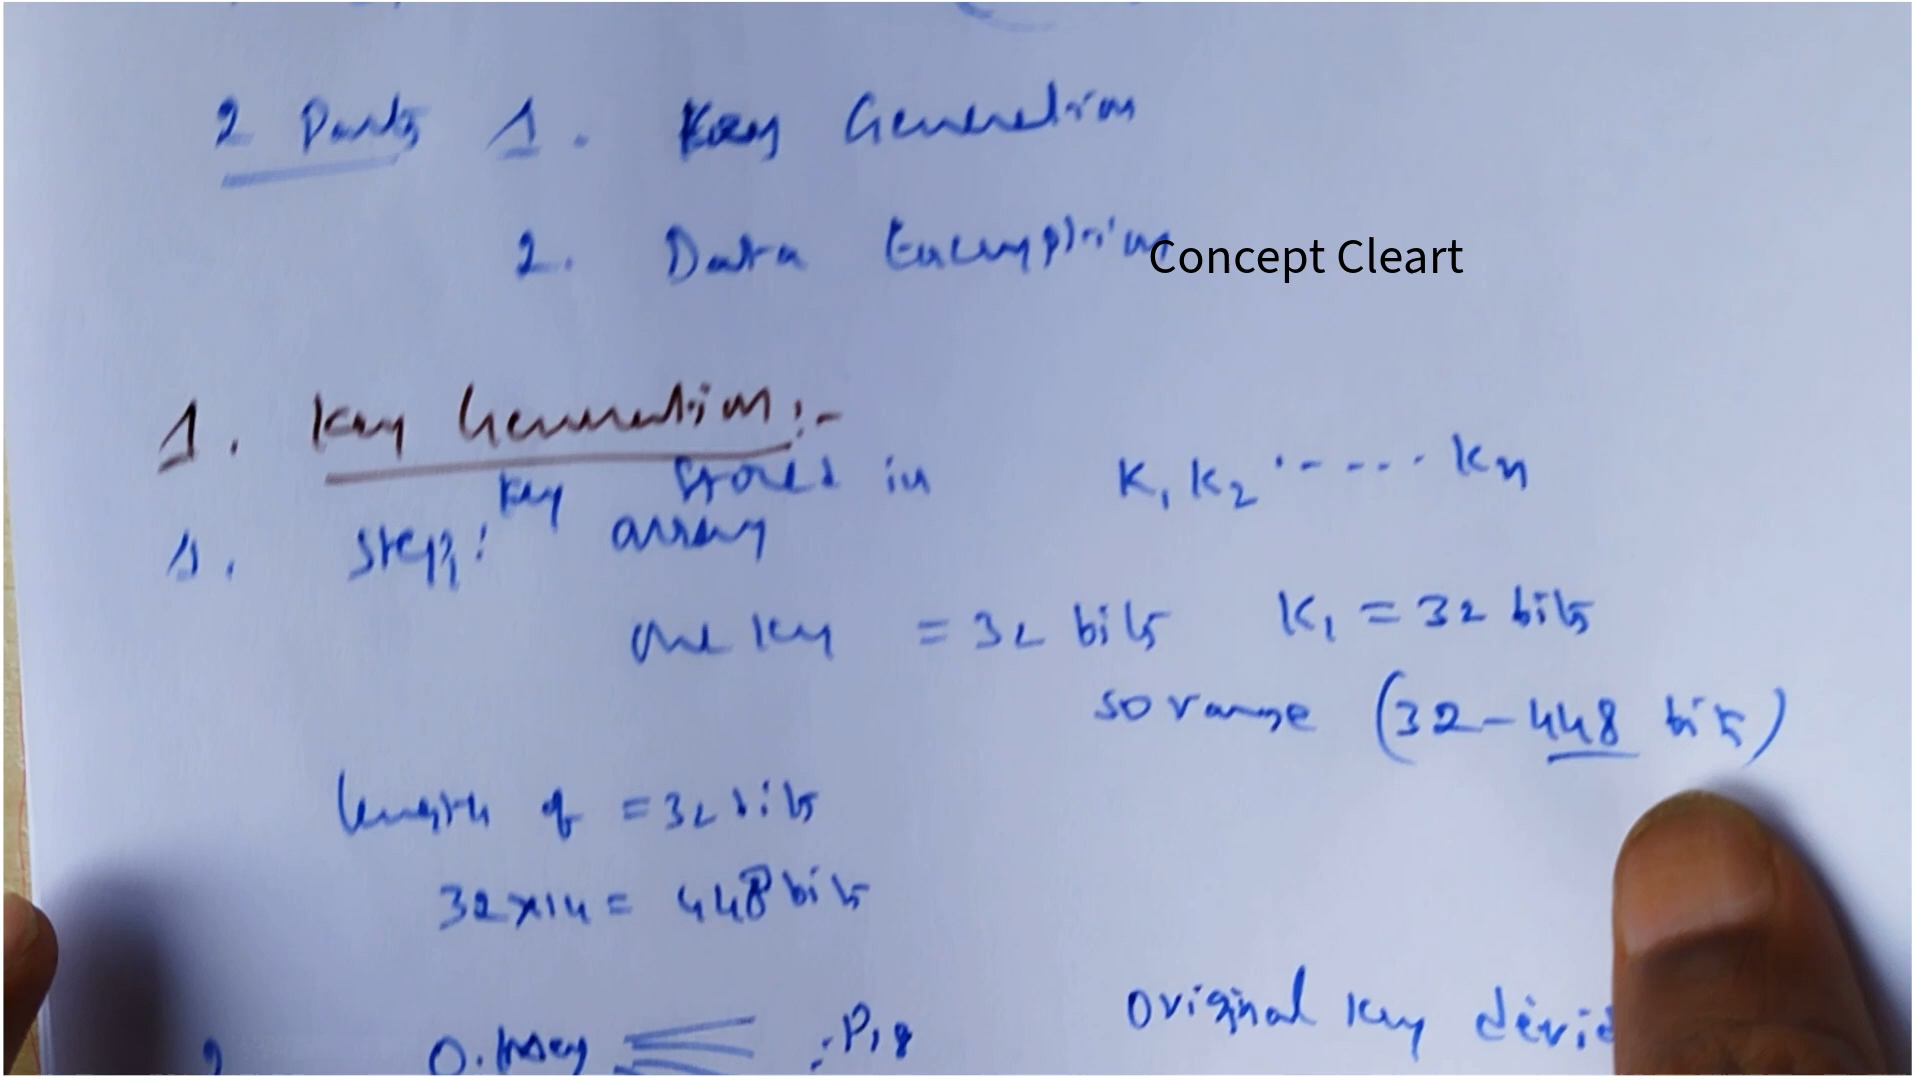 2 Parts 1. Key Generation
2. Data Encryption
Concept Cleart
1. Key Generation:-
key stored in K1 K2 ...... Kn
1. Step: array
one key = 32 bits K1 = 32 bits
so range (32-448 bits)
length of = 32 bits
32x14 = 448 bits
Original key
O.key P18